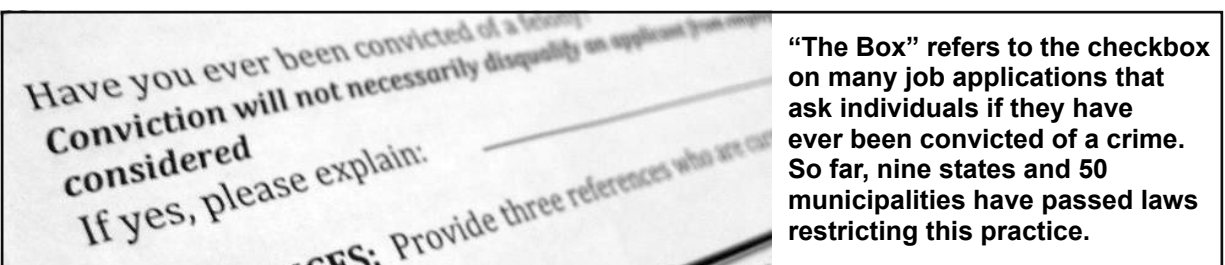 Have you ever been convicted of a felony?
Conviction will not necessarily disqualify an applicant from
considered
If yes, please explain:
Provide three references who are
“The Box” refers to the checkbox
on many job applications that
ask individuals if they have
ever been convicted of a crime.
So far, nine states and 50
municipalities have passed laws
restricting this practice.